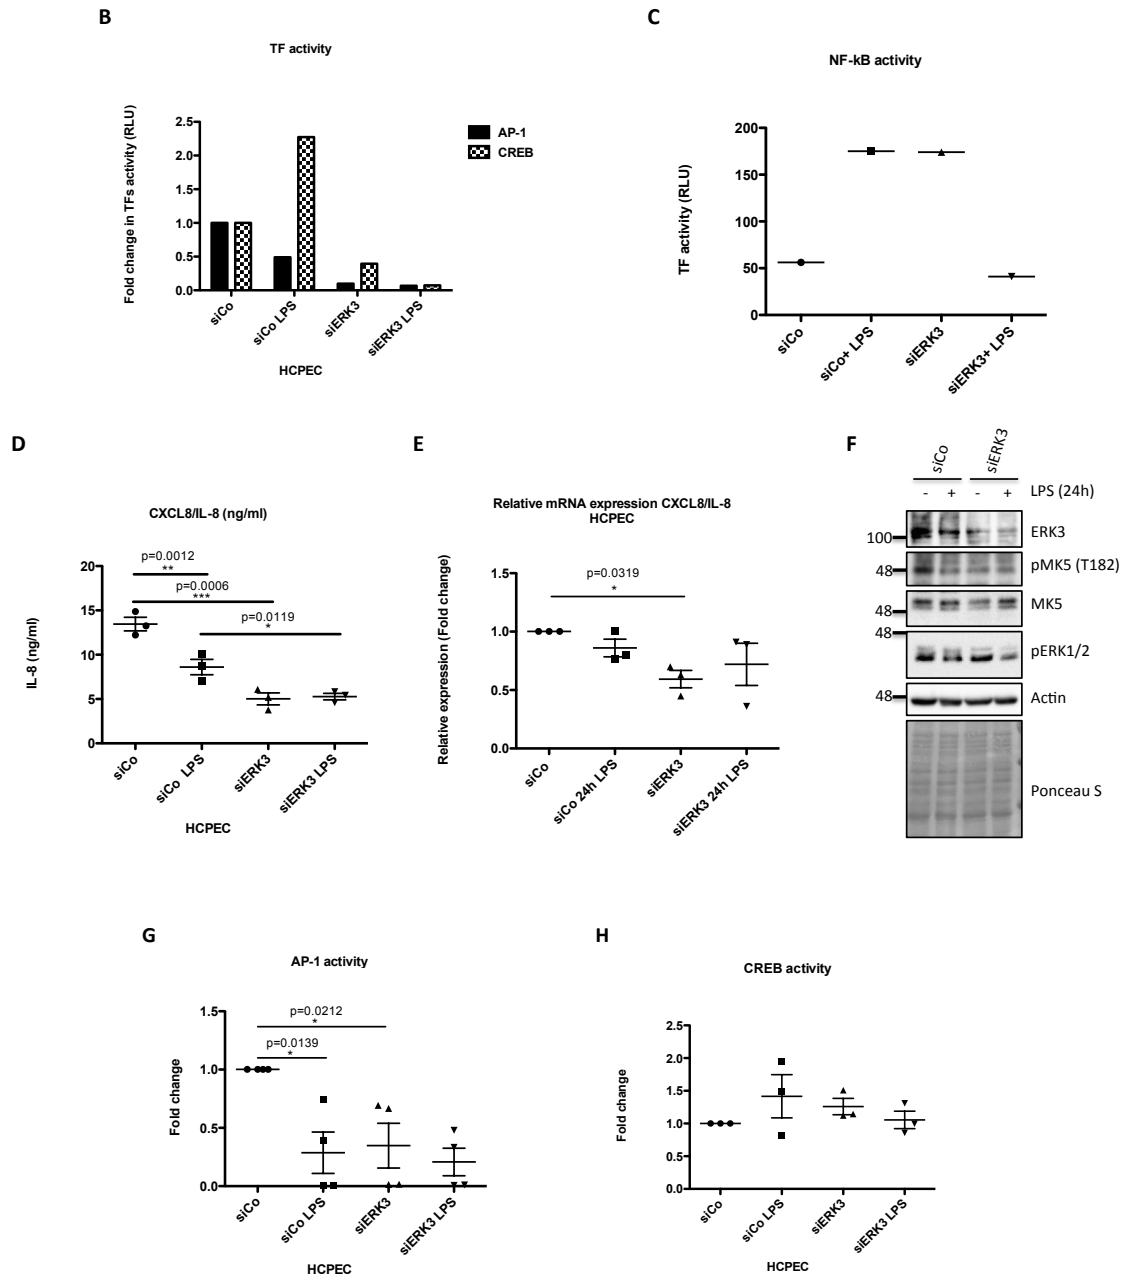 B
TF activity
Fold change in TFs activity (RLU)
2.5
2.0
1.5
1.0
0.5
0.0
siCo
siCo LPS
siERK3
siERK3 LPS
HCPEC
AP-1
CREB
C
NF-kB activity
TF activity (RLU)
200
150
100
50
0
siCo
siCo+ LPS
siERK3
siERK3+ LPS
D
CXCL8/IL-8 (ng/ml)
p=0.0012
**
p=0.0006
***
p=0.0119
*
IL-8 (ng/ml)
20
15
10
5
0
siCo
siCo LPS
siERK3
siERK3 LPS
HCPEC
E
Relative mRNA expression CXCL8/IL-8
HCPEC
p=0.0319
*
Relative expression (Fold change)
1.5
1.0
0.5
0.0
siCo
siCo 24h LPS
siERK3
siERK3 24h LPS
F
siCo siERK3
- + - + LPS (24h)
100 ERK3
48 pMK5 (T182)
48 MK5
48 pERK1/2
48 Actin
Ponceau S
G
AP-1 activity
p=0.0212
*
p=0.0139
*
Fold change
1.5
1.0
0.5
0.0
siCo
siCo LPS
siERK3
siERK3 LPS
HCPEC
H
CREB activity
Fold change
2.5
2.0
1.5
1.0
0.5
0.0
siCo
siCo LPS
siERK3
siERK3 LPS
HCPEC